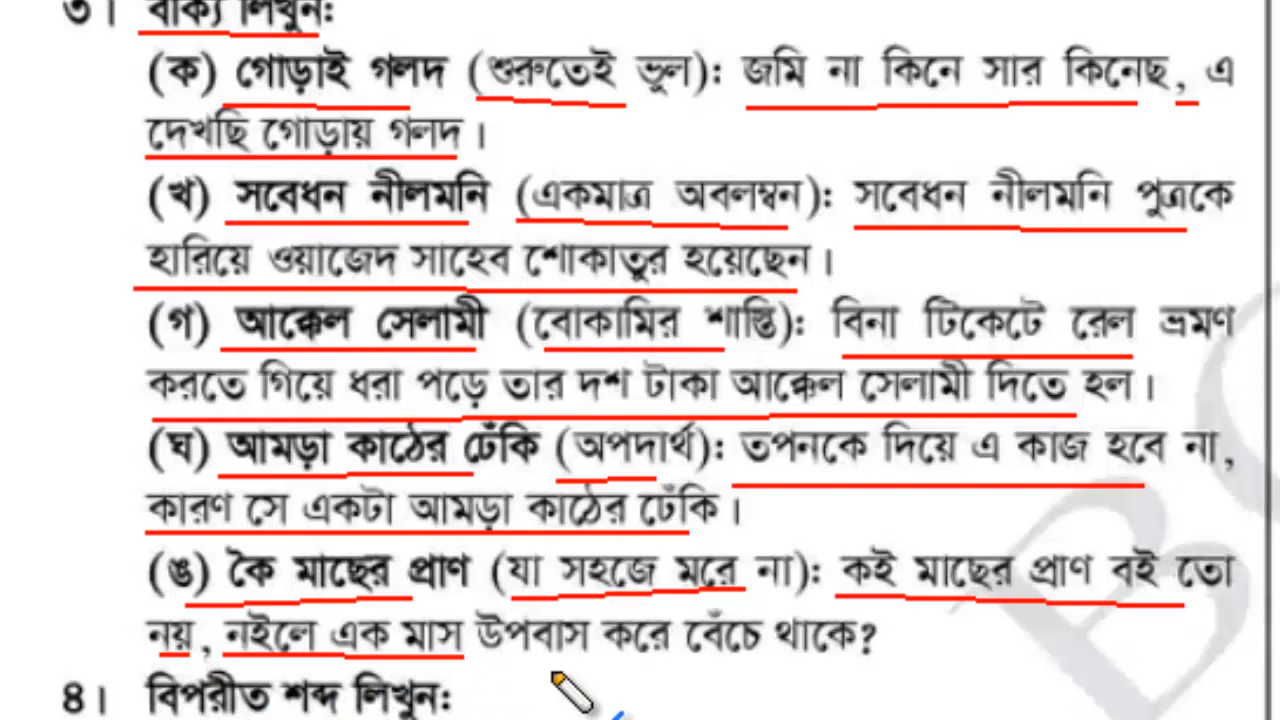 ৩। বাক্য লিখুন:
(ক) গোড়াই গলদ (শুরুতেই ভুল): জমি না কিনে সার কিনেছ, এ
দেখছি গোড়ায় গলদ।
(খ) সবেধন নীলমনি (একমাত্র অবলম্বন): সবেধন নীলমনি পুত্রকে
হারিয়ে ওয়াজেদ সাহেব শোকাতুর হয়েছেন।
(গ) আক্কেল সেলামী (বোকামির শাস্তি): বিনা টিকেটে রেল ভ্রমণ
করতে গিয়ে ধরা পড়ে তার দশ টাকা আক্কেল সেলামী দিতে হল।
(ঘ) আমড়া কাঠের ঢেঁকি (অপদার্থ): তপনকে দিয়ে এ কাজ হবে না,
কারণ সে একটা আমড়া কাঠের ঢেঁকি।
(ঙ) কৈ মাছের প্রাণ (যা সহজে মরে না): কই মাছের প্রাণ বই তো
নয়, নইলে এক মাস উপবাস করে বেঁচে থাকে?
৪। বিপরীত শব্দ লিখুন: